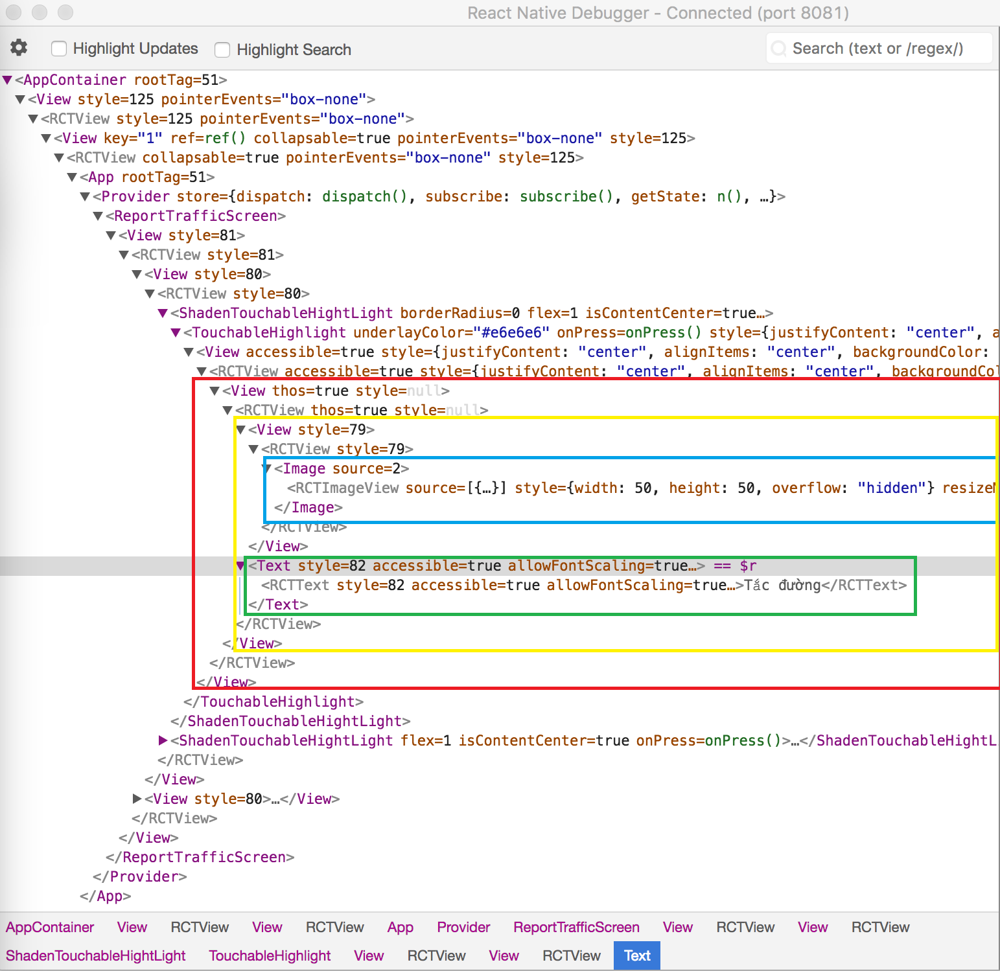 React Native Debugger - Connected (port 8081)
Highlight Updates Highlight Search Search (text or /regex/)
<AppContainer rootTag=51>
<View style=125 pointerEvents="box-none">
<RCTView style=125 pointerEvents="box-none">
<View key="1" ref=ref() collapsable=true pointerEvents="box-none" style=125>
<RCTView collapsable=true pointerEvents="box-none" style=125>
<App rootTag=51>
<Provider store={dispatch: dispatch(), subscribe: subscribe(), getState: n(), …}>
<ReportTrafficScreen>
<View style=81>
<RCTView style=81>
<View style=80>
<RCTView style=80>
<ShadenTouchableHightLight borderRadius=0 flex=1 isContentCenter=true…>
<TouchableHighlight underlayColor="#e6e6e6" onPress=onPress() style={justifyContent: "center", a
<View accessible=true style={justifyContent: "center", alignItems: "center", backgroundColor:
<RCTView accessible=true style={justifyContent: "center", alignItems: "center", backgroundCol
<View thos=true style=null>
<RCTView thos=true style=null>
<View style=79>
<RCTView style=79>
<Image source=2>
<RCTImageView source=[{…}] style={width: 50, height: 50, overflow: "hidden"} resizeM
</Image>
</RCTView>
</View>
<Text style=82 accessible=true allowFontScaling=true…> == $r
<RCTText style=82 accessible=true allowFontScaling=true…>Tắc đường</RCTText>
</Text>
</RCTView>
</View>
</RCTView>
</View>
</TouchableHighlight>
</ShadenTouchableHightLight>
<ShadenTouchableHightLight flex=1 isContentCenter=true onPress=onPress()>…</ShadenTouchableHightL
</RCTView>
</View>
<View style=80>…</View>
</RCTView>
</View>
</ReportTrafficScreen>
</Provider>
</App>
AppContainer View RCTView View RCTView App Provider ReportTrafficScreen View RCTView View RCTView
ShadenTouchableHightLight TouchableHighlight View RCTView View RCTView Text